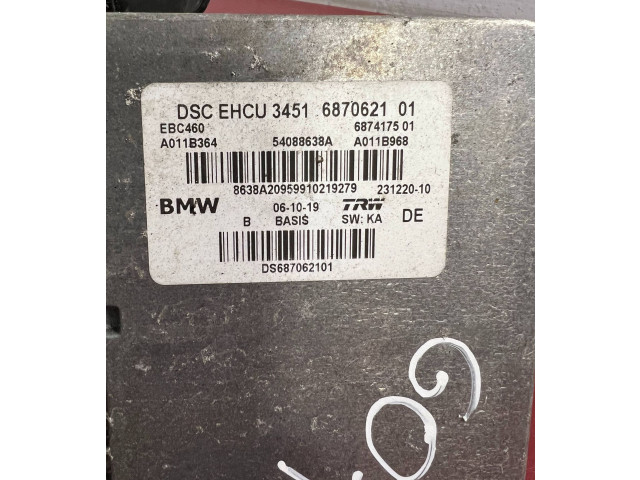 DSC EHCU 3451 6870621 01
EBC460 6874175 01
A011B364 54088638A A011B968
8638A20959910219279 231220-10
BMW 06-10-19 TRW DE
B BASIS SW: KA
DS687062101